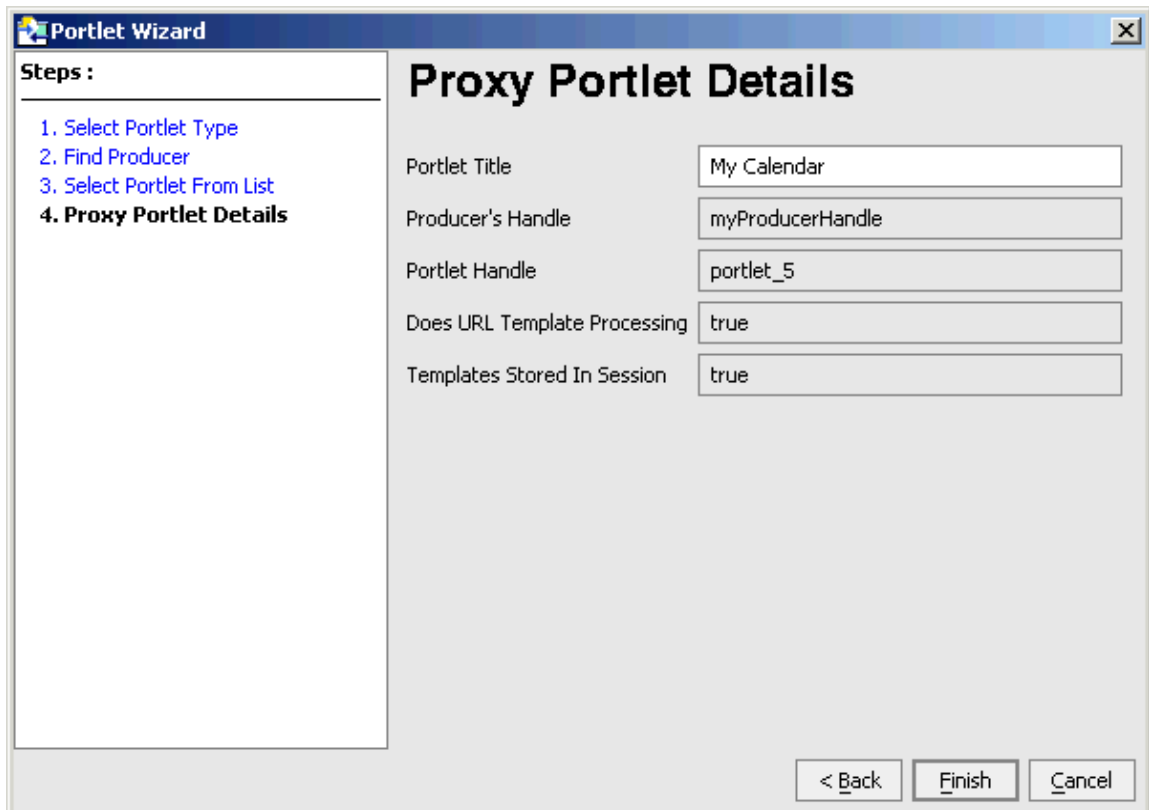 Portlet Wizard
Steps :
1. Select Portlet Type
2. Find Producer
3. Select Portlet From List
4. Proxy Portlet Details
Proxy Portlet Details
Portlet Title My Calendar
Producer's Handle myProducerHandle
Portlet Handle portlet_5
Does URL Template Processing true
Templates Stored In Session true
< Back Finish Cancel